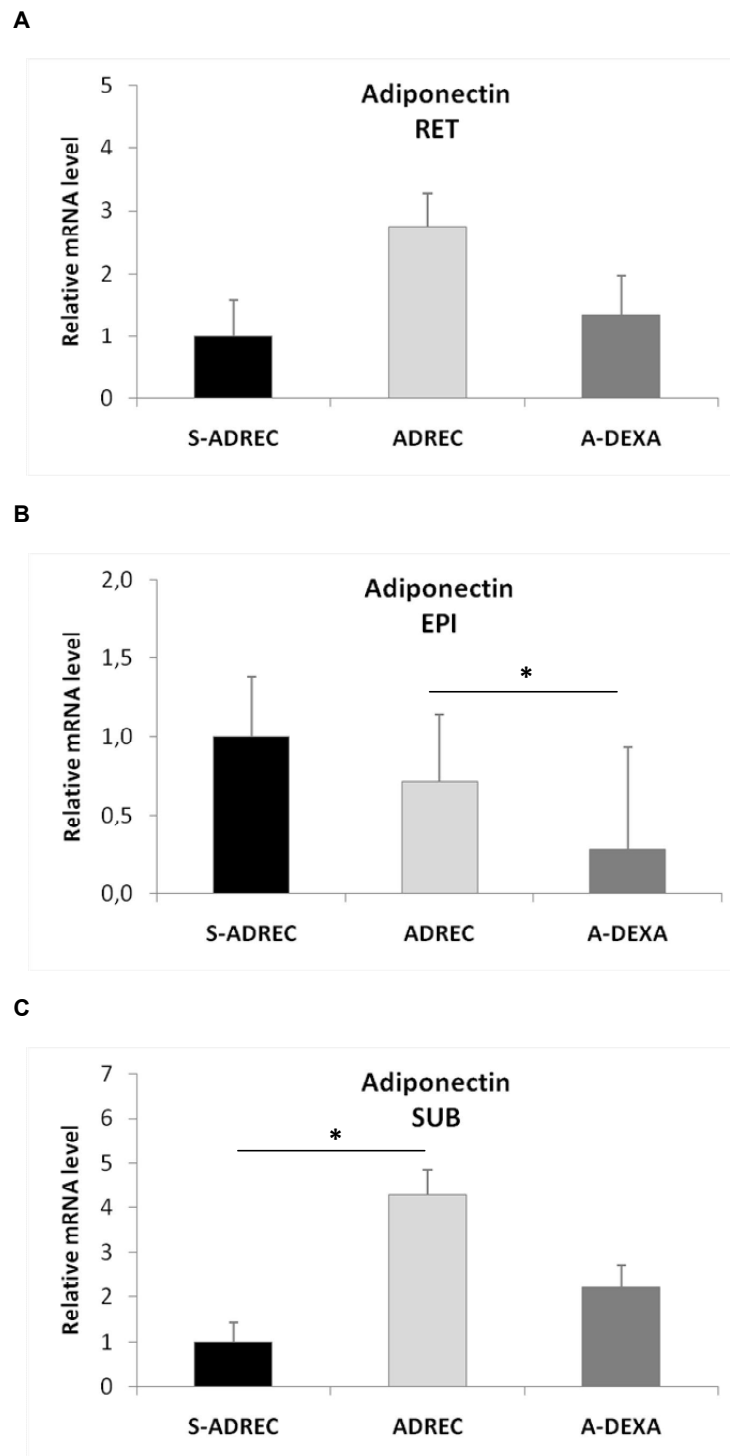 A
Adiponectin
RET
Relative mRNA level
5
4
3
2
1
0
S-ADREC ADREC A-DEXA
B
Adiponectin
EPI
Relative mRNA level
2,0
1,5
*
1,0
0,5
0,0
S-ADREC ADREC A-DEXA
C
Adiponectin
SUB
Relative mRNA level
7
6
*
5
4
3
2
1
0
S-ADREC ADREC A-DEXA